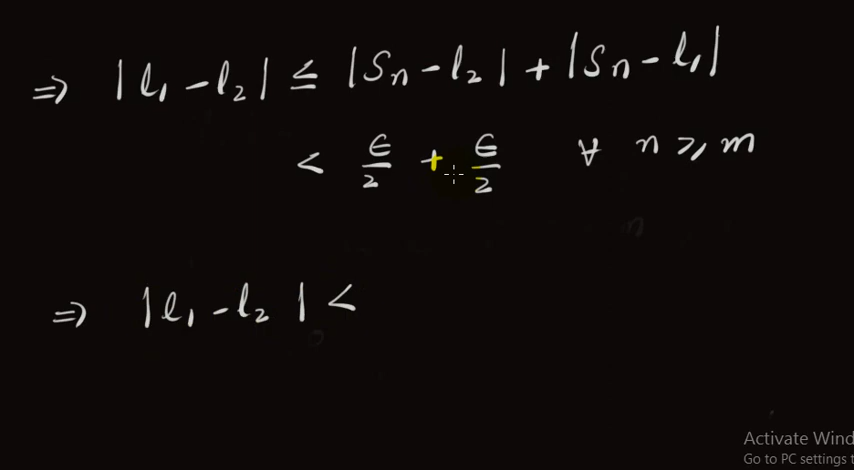 ⇒ |l₁ - l₂| ≤ |Sn - l₂| + |Sn - l₁|
< ϵ/2 + ϵ/2 ∀ n ≥ m
⇒ |l₁ - l₂| <
Activate Wind
Go to PC settings t